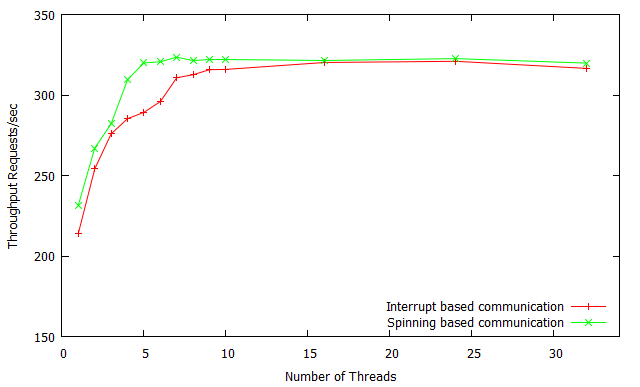 350
300
250
200
150
Throughput Requests/sec
Interrupt based communication
Spinning based communication
0 5 10 15 20 25 30
Number of Threads